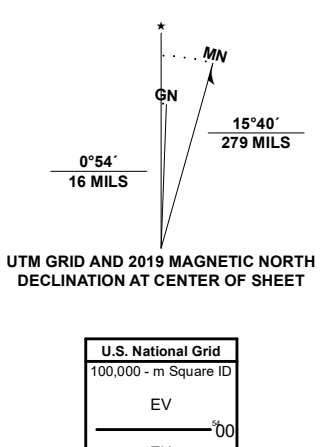 ★
MN
GN
15°40´
279 MILS
0°54´
16 MILS
UTM GRID AND 2019 MAGNETIC NORTH
DECLINATION AT CENTER OF SHEET
U.S. National Grid
100,000 - m Square ID
EV
⁵⁴00